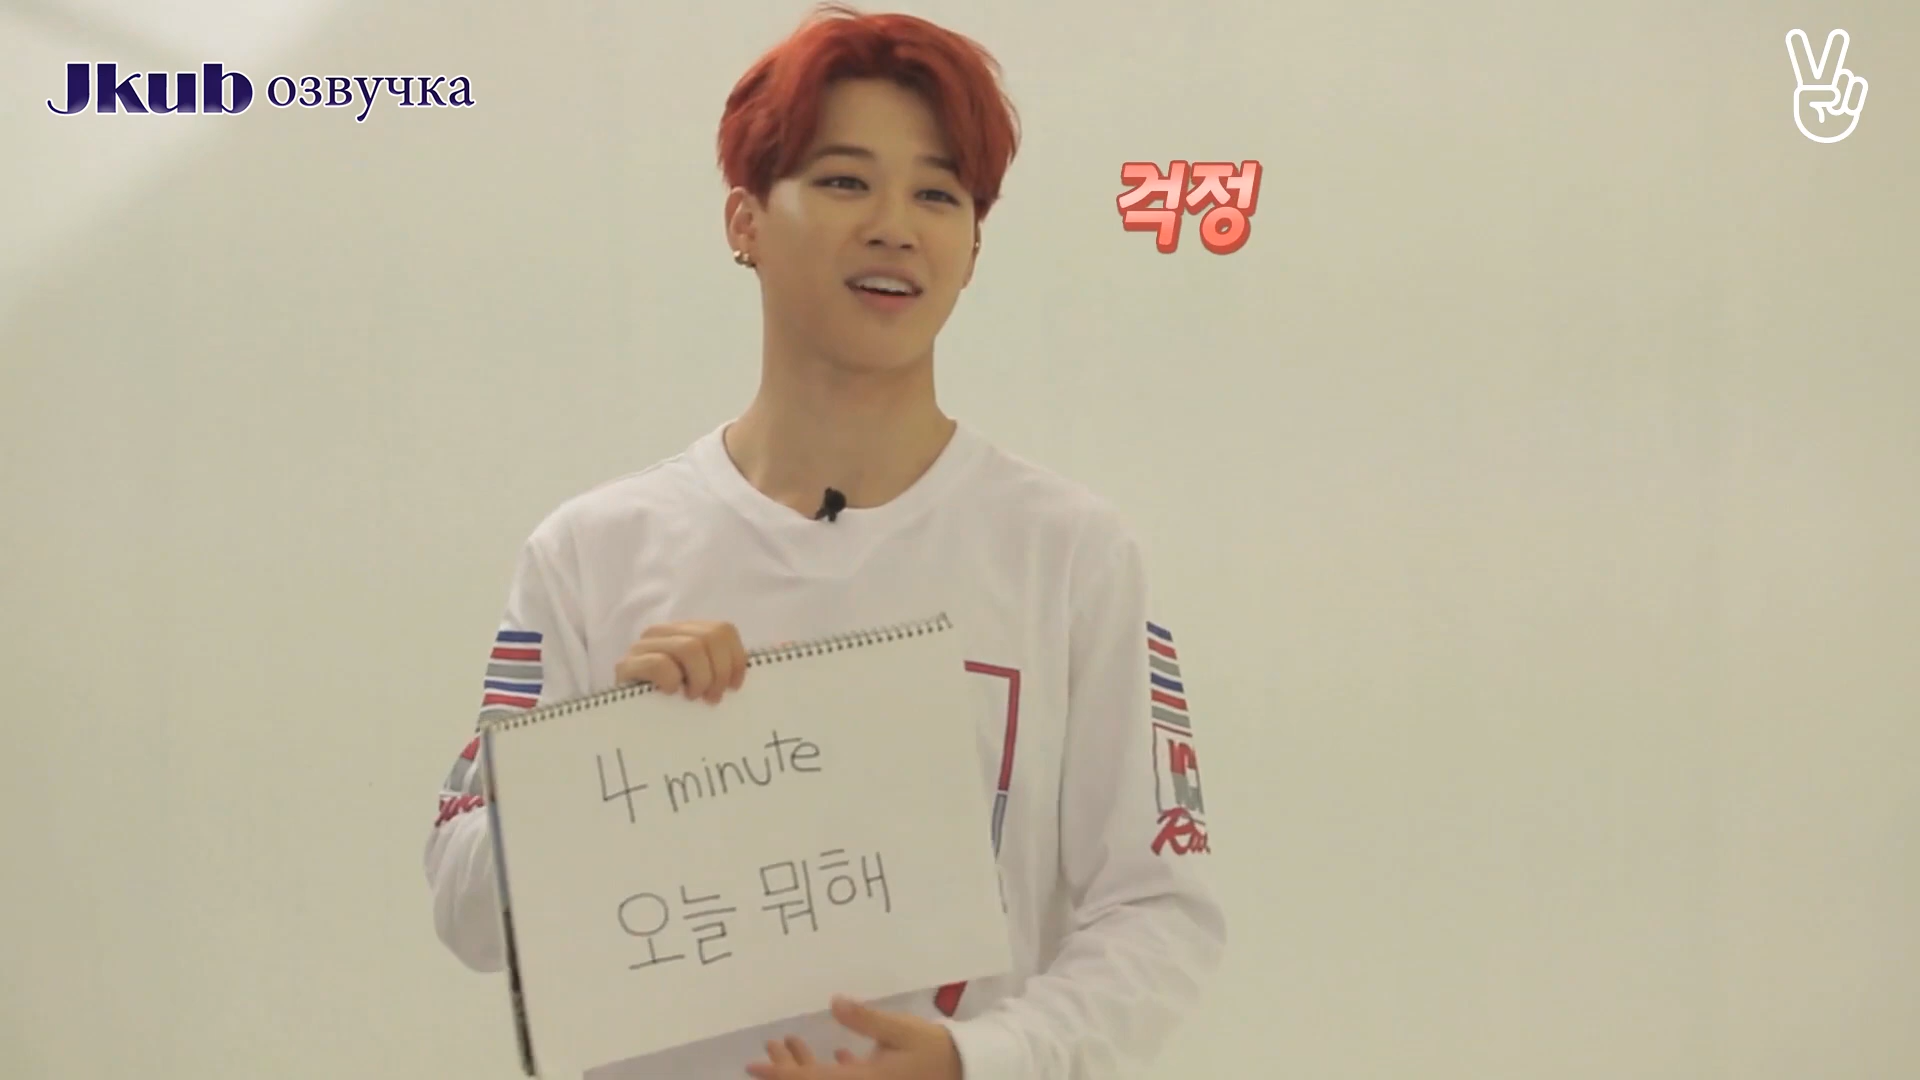 Jkub озвучка
걱정
4 minute
오늘 뭐해